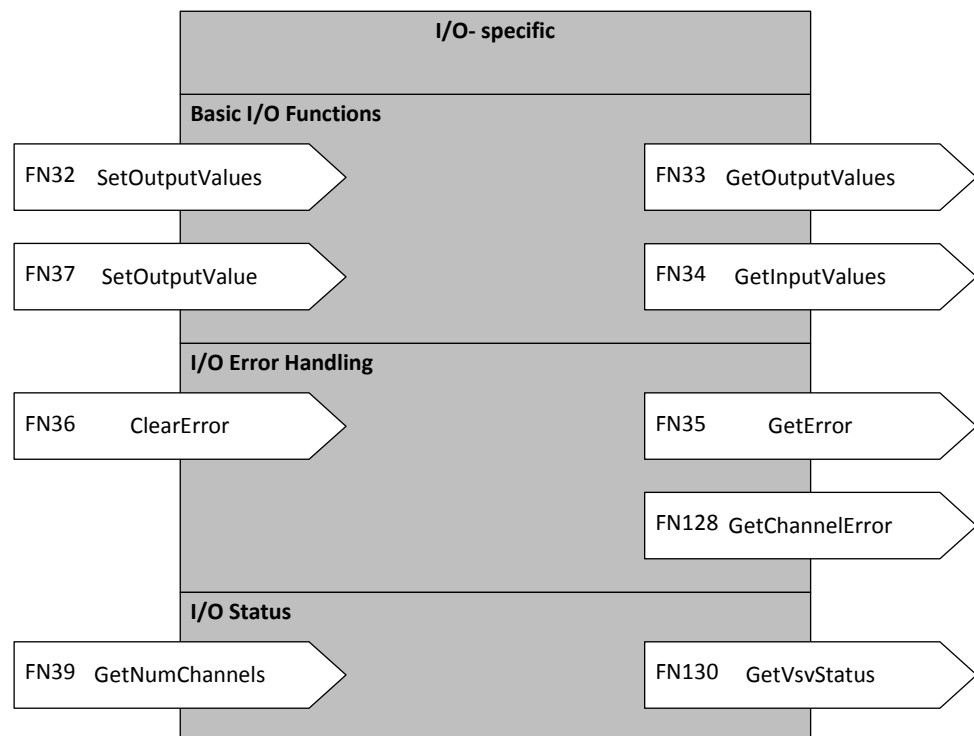 I/O- specific
Basic I/O Functions
FN32 SetOutputValues
FN33 GetOutputValues
FN37 SetOutputValue
FN34 GetInputValues
I/O Error Handling
FN36 ClearError
FN35 GetError
FN128 GetChannelError
I/O Status
FN39 GetNumChannels
FN130 GetVsvStatus